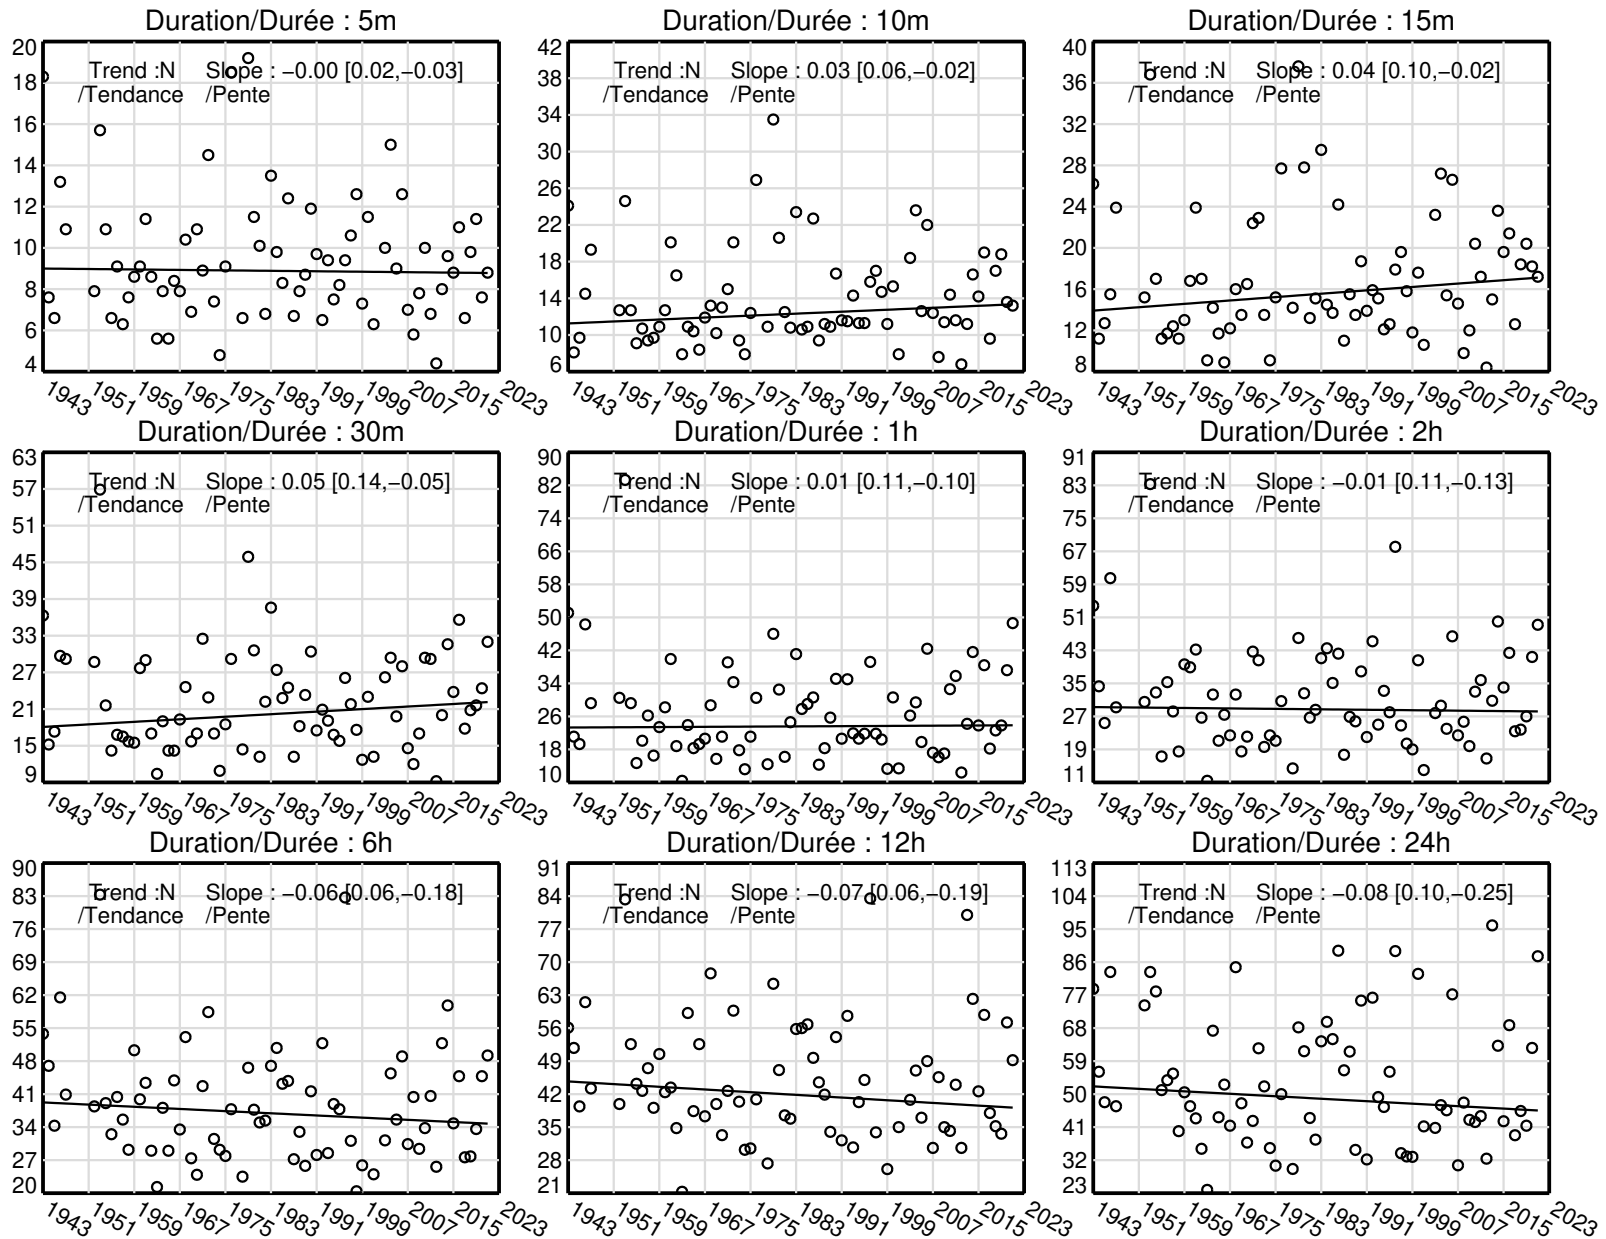 Duration/Durée : 5m
Trend :N Slope : −0.00 [0.02,−0.03]
/Tendance /Pente
20
18
16
14
12
10
8
6
4
1943 1951 1959 1967 1975 1983 1991 1999 2007 2015 2023
Duration/Durée : 10m
Trend :N Slope : 0.03 [0.06,−0.02]
/Tendance /Pente
42
38
34
30
26
22
18
14
10
6
1943 1951 1959 1967 1975 1983 1991 1999 2007 2015 2023
Duration/Durée : 15m
Trend :N Slope : 0.04 [0.10,−0.02]
/Tendance /Pente
40
36
32
28
24
20
16
12
8
1943 1951 1959 1967 1975 1983 1991 1999 2007 2015 2023
Duration/Durée : 30m
Trend :N Slope : 0.05 [0.14,−0.05]
/Tendance /Pente
63
57
51
45
39
33
27
21
15
9
1943 1951 1959 1967 1975 1983 1991 1999 2007 2015 2023
Duration/Durée : 1h
Trend :N Slope : 0.01 [0.11,−0.10]
/Tendance /Pente
90
82
74
66
58
50
42
34
26
18
10
1943 1951 1959 1967 1975 1983 1991 1999 2007 2015 2023
Duration/Durée : 2h
Trend :N Slope : −0.01 [0.11,−0.13]
/Tendance /Pente
91
83
75
67
59
51
43
35
27
19
11
1943 1951 1959 1967 1975 1983 1991 1999 2007 2015 2023
Duration/Durée : 6h
Trend :N Slope : −0.06 [0.06,−0.18]
/Tendance /Pente
90
83
76
69
62
55
48
41
34
27
20
1943 1951 1959 1967 1975 1983 1991 1999 2007 2015 2023
Duration/Durée : 12h
Trend :N Slope : −0.07 [0.06,−0.19]
/Tendance /Pente
91
84
77
70
63
56
49
42
35
28
21
1943 1951 1959 1967 1975 1983 1991 1999 2007 2015 2023
Duration/Durée : 24h
Trend :N Slope : −0.08 [0.10,−0.25]
/Tendance /Pente
113
104
95
86
77
68
59
50
41
32
23
1943 1951 1959 1967 1975 1983 1991 1999 2007 2015 2023